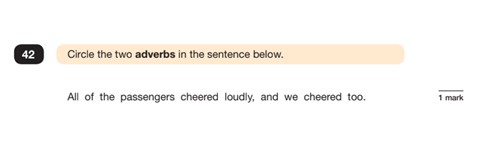 42
Circle the two adverbs in the sentence below.
All of the passengers cheered loudly, and we cheered too.
1 mark